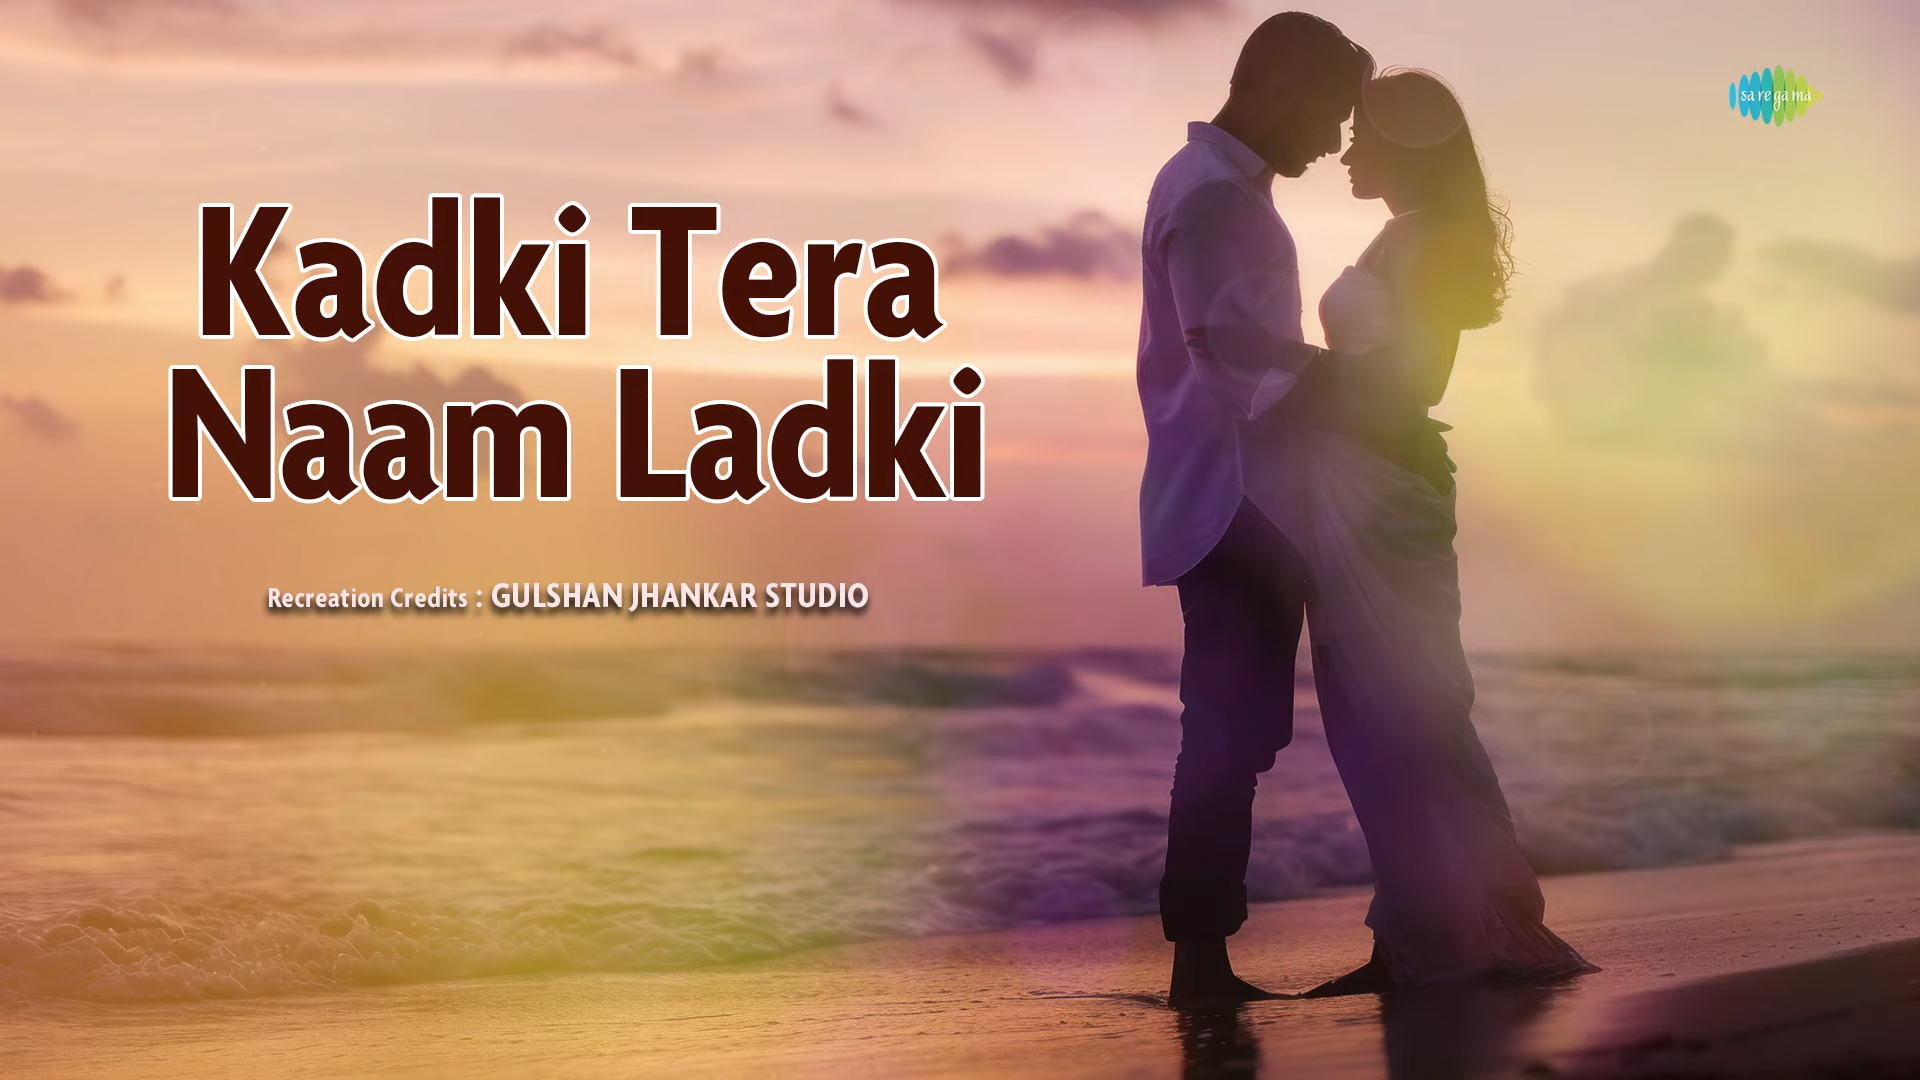 sa re ga ma
Kadki Tera
Naam Ladki
Recreation Credits : GULSHAN JHANKAR STUDIO